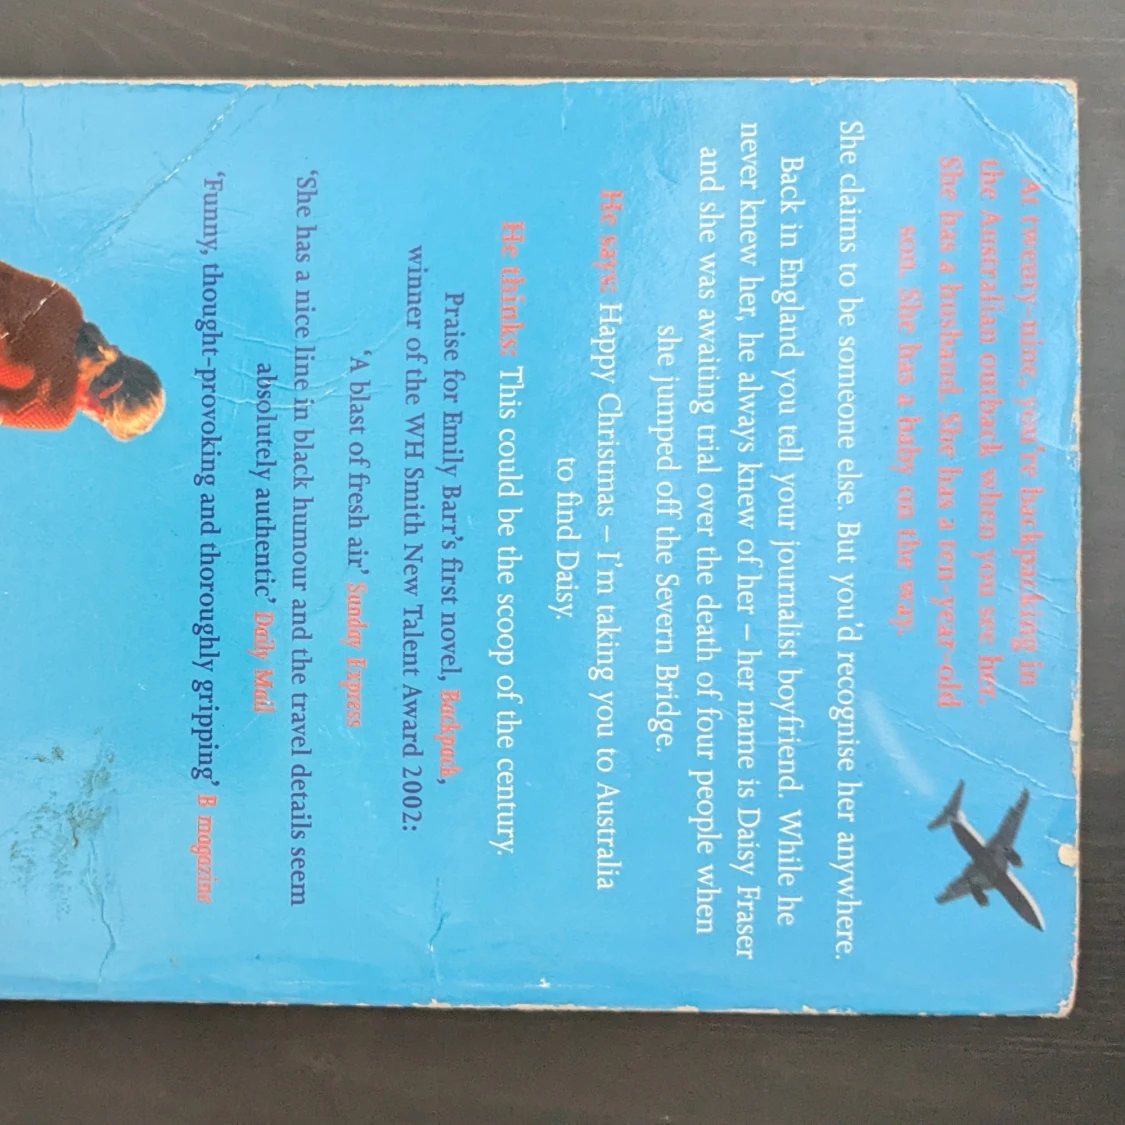 At twenty-nine, you're backpacking in
the Australian outback when you see her.
She has a husband. She has a ten-year-old
son. She has a baby on the way.
She claims to be someone else. But you'd recognise her anywhere.
Back in England you tell your journalist boyfriend. While he
never knew her, he always knew of her – her name is Daisy Fraser
and she was awaiting trial over the death of four people when
she jumped off the Severn Bridge.
He says: Happy Christmas – I'm taking you to Australia
to find Daisy.
He thinks: This could be the scoop of the century.
Praise for Emily Barr's first novel, Backpack,
winner of the WH Smith New Talent Award 2002:
'A blast of fresh air' Sunday Express
'She has a nice line in black humour and the travel details seem
absolutely authentic' Daily Mail
'Funny, thought-provoking and thoroughly gripping' B magazine